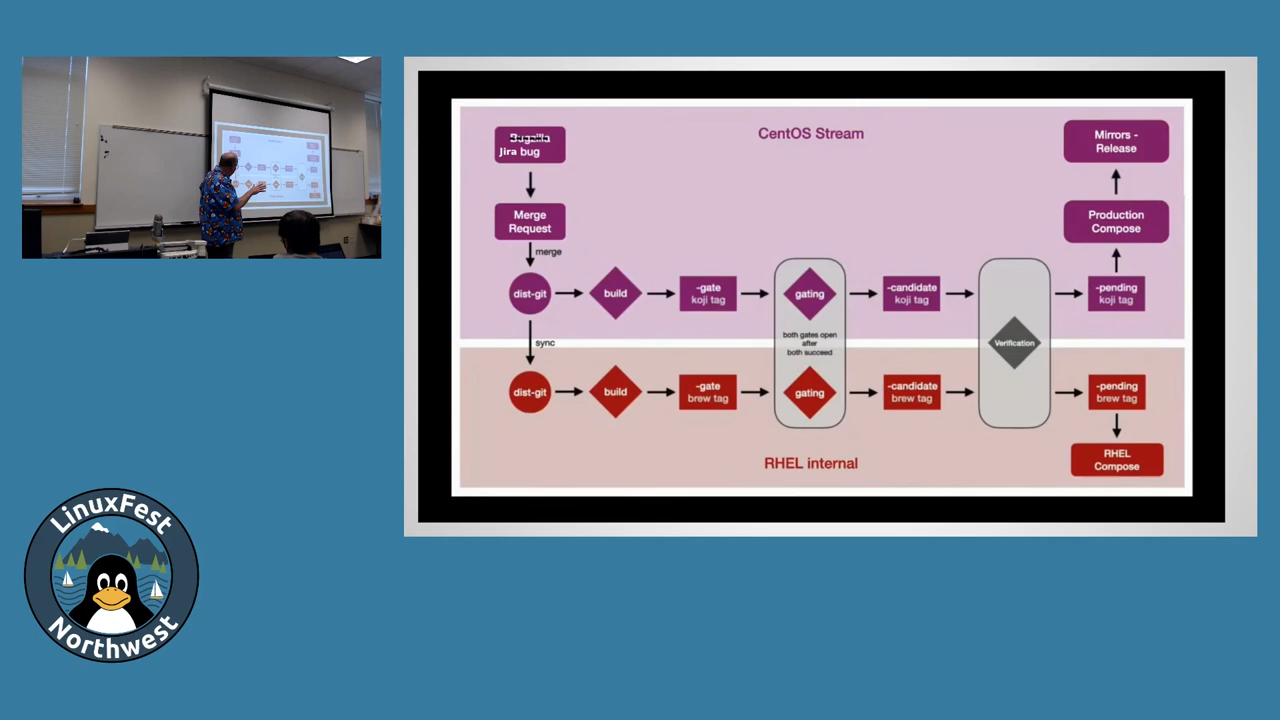 CentOS Stream
Bugzilla
Jira bug
Mirrors -
Release
Merge
Request
Production
Compose
merge
dist-git
build
-gate
koji tag
gating
-candidate
koji tag
-pending
koji tag
sync
both gates open
after
both succeed
Verification
dist-git
build
-gate
brew tag
gating
-candidate
brew tag
-pending
brew tag
RHEL internal
RHEL
Compose
LinuxFest
Northwest